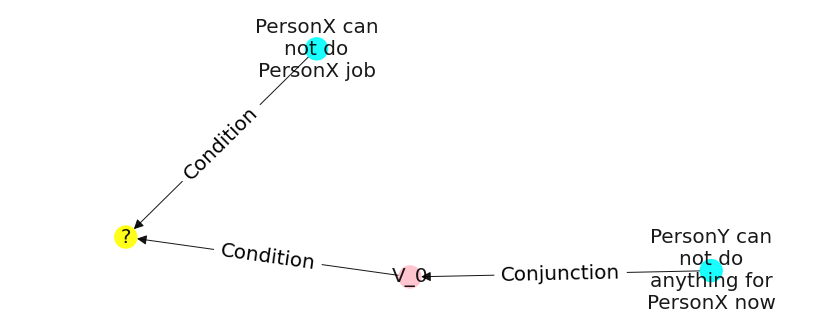 PersonX can
not do
PersonX job
Condition
?
Condition
V_0
Conjunction
PersonY can
not do
anything for
PersonX now